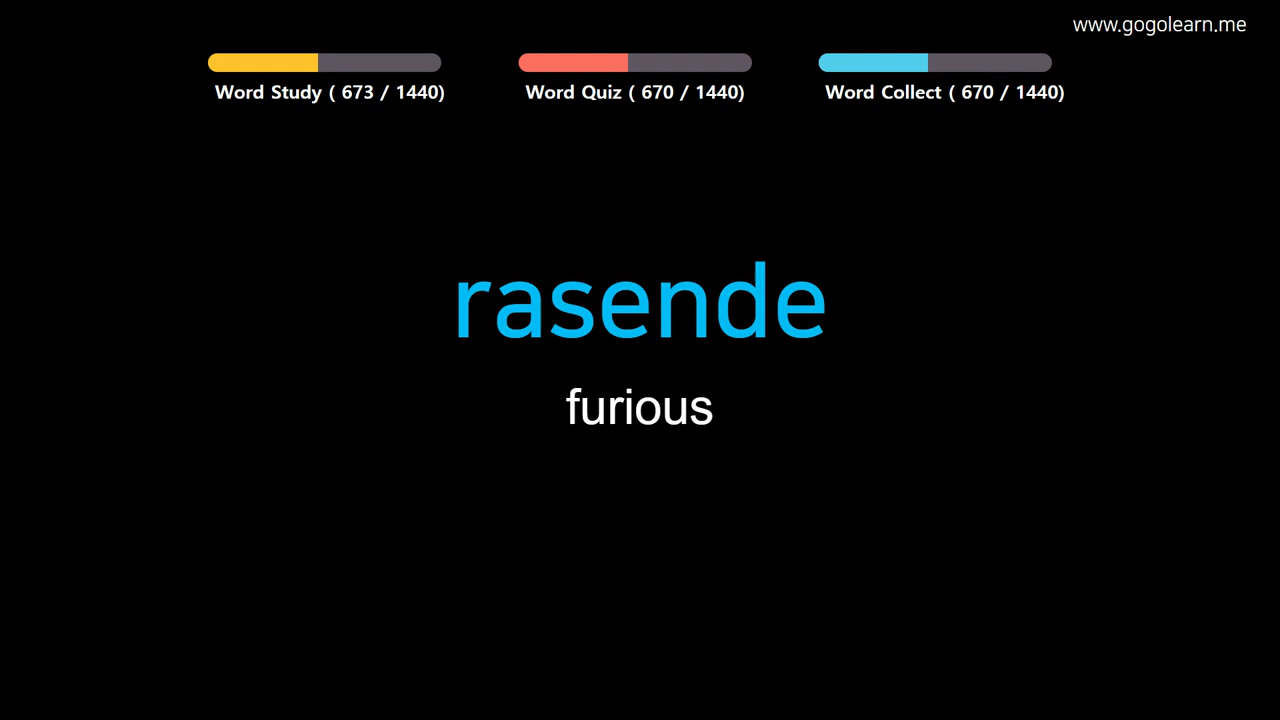 www.gogolearn.me
Word Study ( 673 / 1440)
Word Quiz ( 670 / 1440)
Word Collect ( 670 / 1440)
rasende
furious